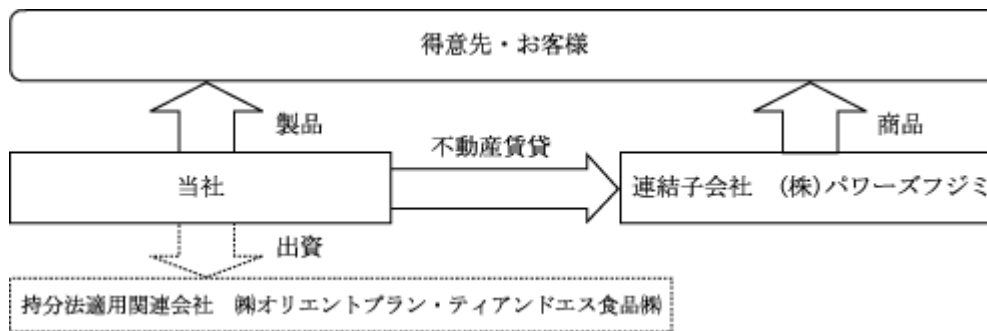 得意先・お客様
製品
商品
不動産賃貸
当社
連結子会社　(株)パワーズフジミ
出資
持分法適用関連会社　㈱オリエントプラン・ティアンドエス食品㈱